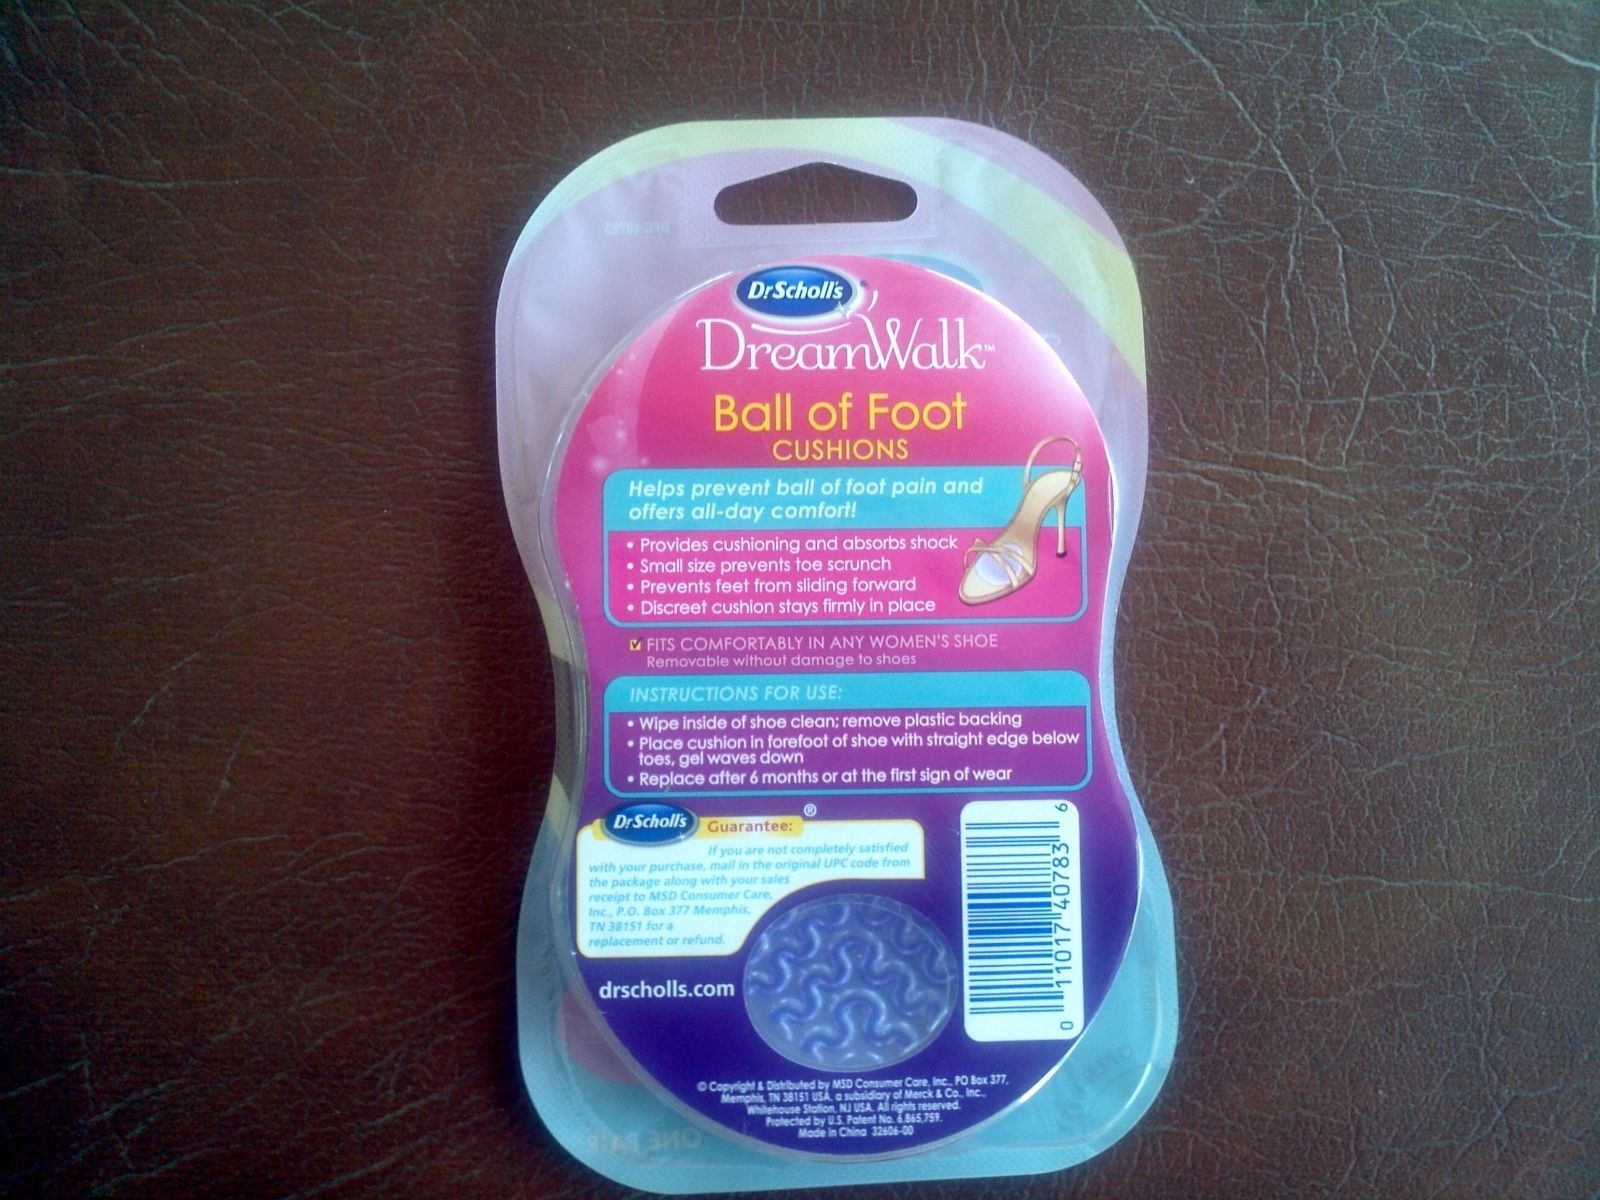 UPC 40783
Dr.Scholl's
DreamWalk™
Ball of Foot
CUSHIONS
Helps prevent ball of foot pain and
offers all-day comfort!
• Provides cushioning and absorbs shock
• Small size prevents toe scrunch
• Prevents feet from sliding forward
• Discreet cushion stays firmly in place
FITS COMFORTABLY IN ANY WOMEN'S SHOE
Removable without damage to shoes
INSTRUCTIONS FOR USE:
• Wipe inside of shoe clean; remove plastic backing
• Place cushion in forefoot of shoe with straight edge below
toes, gel waves down
• Replace after 6 months or at the first sign of wear
Dr.Scholl's® Guarantee:
If you are not completely satisfied
with your purchase, mail in the original UPC code from
the package along with your sales
receipt to MSD Consumer Care,
Inc., P.O. Box 377 Memphis,
TN 38151 for a
replacement or refund.
0 11017 40783 6
drscholls.com
© Copyright & Distributed by MSD Consumer Care, Inc., PO Box 377,
Memphis, TN 38151 USA, a subsidiary of Merck & Co., Inc.,
Whitehouse Station, NJ USA. All rights reserved.
Protected by U.S. Patent No. 6,865,759.
Made in China 32606-00
ONE PAIR